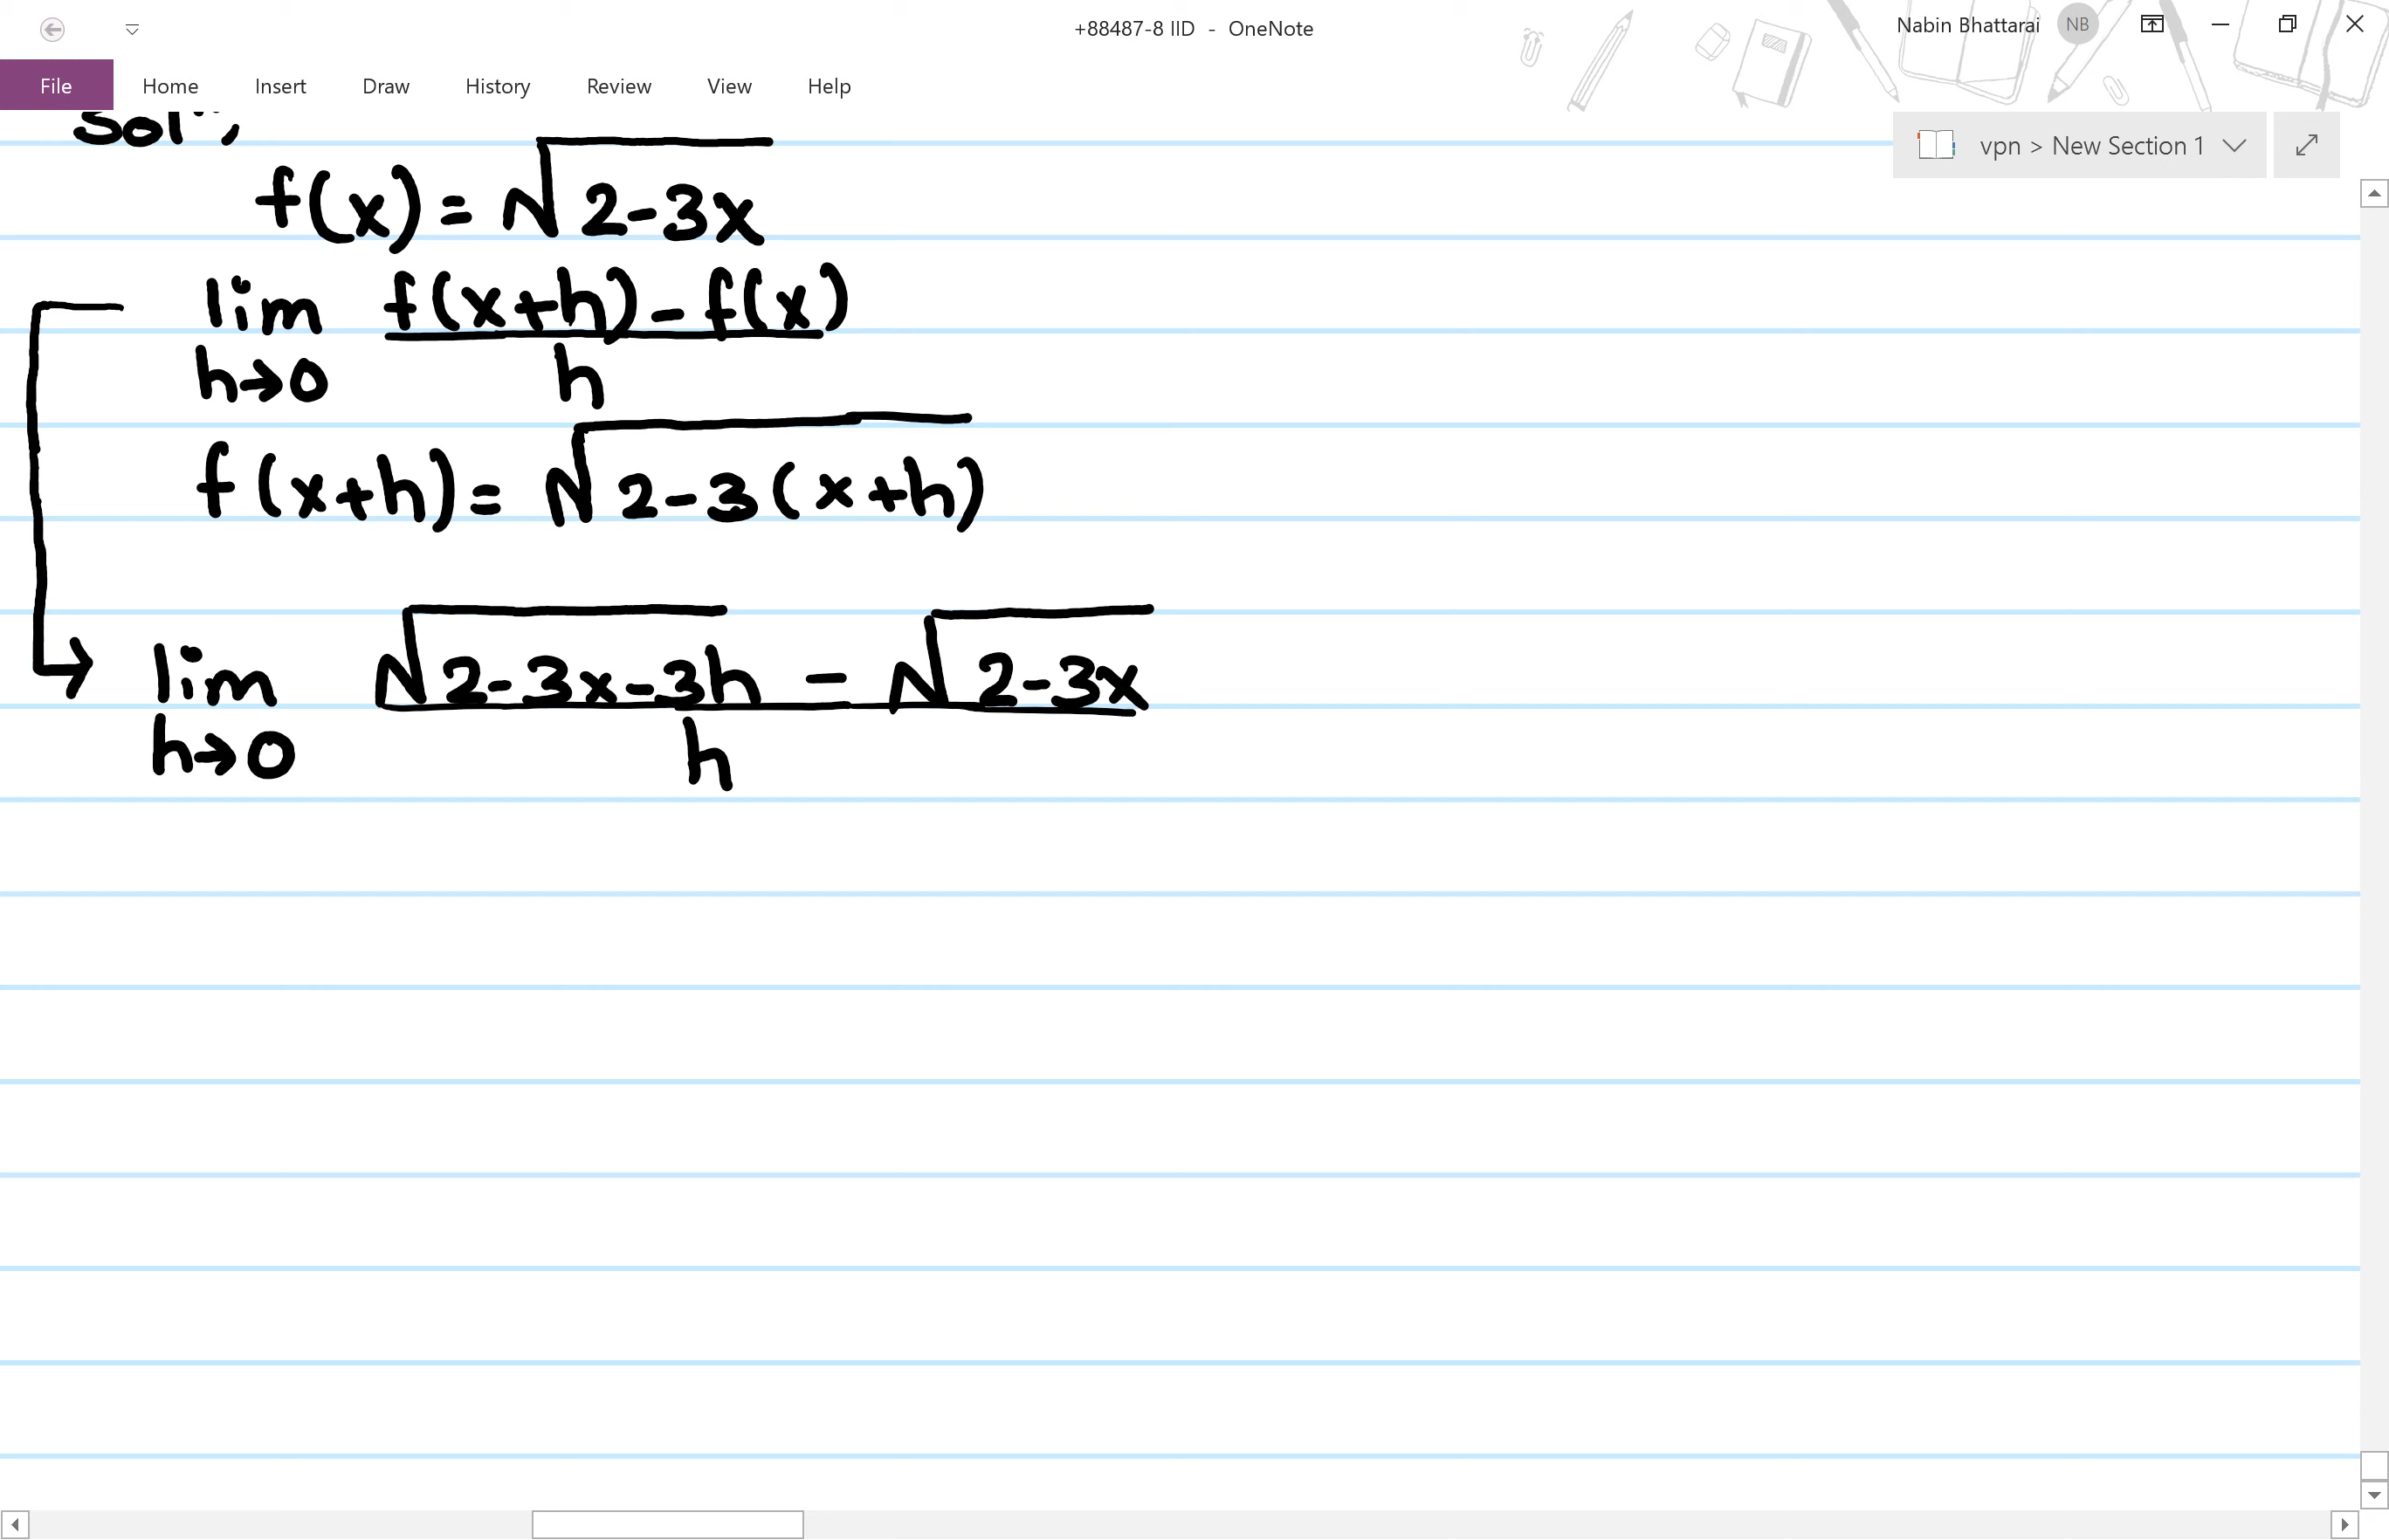 +88487-8 IID - OneNote
Nabin Bhattarai NB
File Home Insert Draw History Review View Help
vpn > New Section 1
Solⁿ,
f(x) = √(2-3x)
lim f(x+h) - f(x)
h→0 h
f(x+h) = √(2-3(x+h))
lim √(2-3x-3h) - √(2-3x)
h→0 h